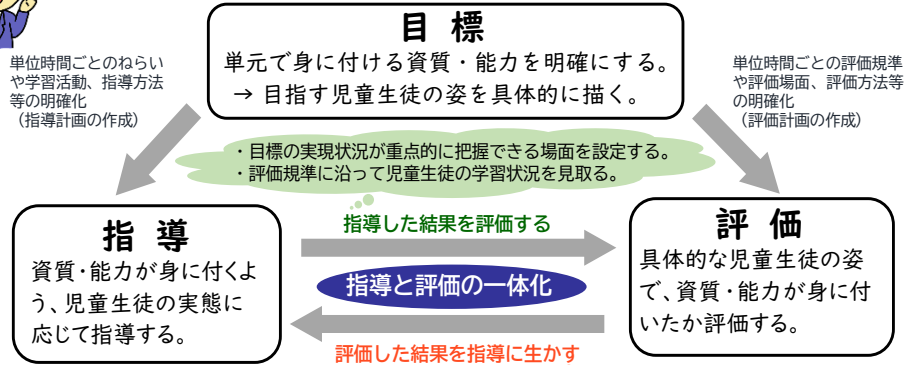 目標
単元で身に付ける資質・能力を明確にする。
→ 目指す児童生徒の姿を具体的に描く。
単位時間ごとのねらい
や学習活動、指導方法
等の明確化
（指導計画の作成）
単位時間ごとの評価規準
や評価場面、評価方法等
の明確化
（評価計画の作成）
・目標の実現状況が重点的に把握できる場面を設定する。
・評価規準に沿って児童生徒の学習状況を見取る。
指導
資質・能力が身に付くよ
う、児童生徒の実態に
応じて指導する。
指導した結果を評価する
指導と評価の一体化
評価した結果を指導に生かす
評価
具体的な児童生徒の姿
で、資質・能力が身に付
いたか評価する。